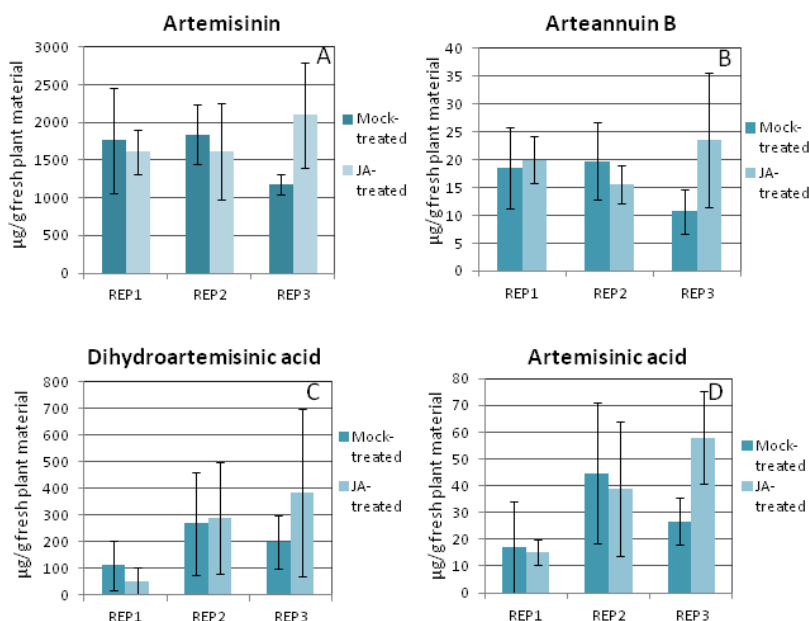 Artemisinin
A
3000
2500
2000
1500
1000
500
0
µg/g fresh plant material
REP1 REP2 REP3
Mock-
treated
JA-
treated
Arteannuin B
B
40
35
30
25
20
15
10
5
0
µg/g fresh plant material
REP1 REP2 REP3
Mock-
treated
JA-
treated
Dihydroartemisinic acid
C
800
700
600
500
400
300
200
100
0
µg/g fresh plant material
REP1 REP2 REP3
Mock-
treated
JA-
treated
Artemisinic acid
D
80
70
60
50
40
30
20
10
0
µg/g fresh plant material
REP1 REP2 REP3
Mock-
treated
JA-
treated